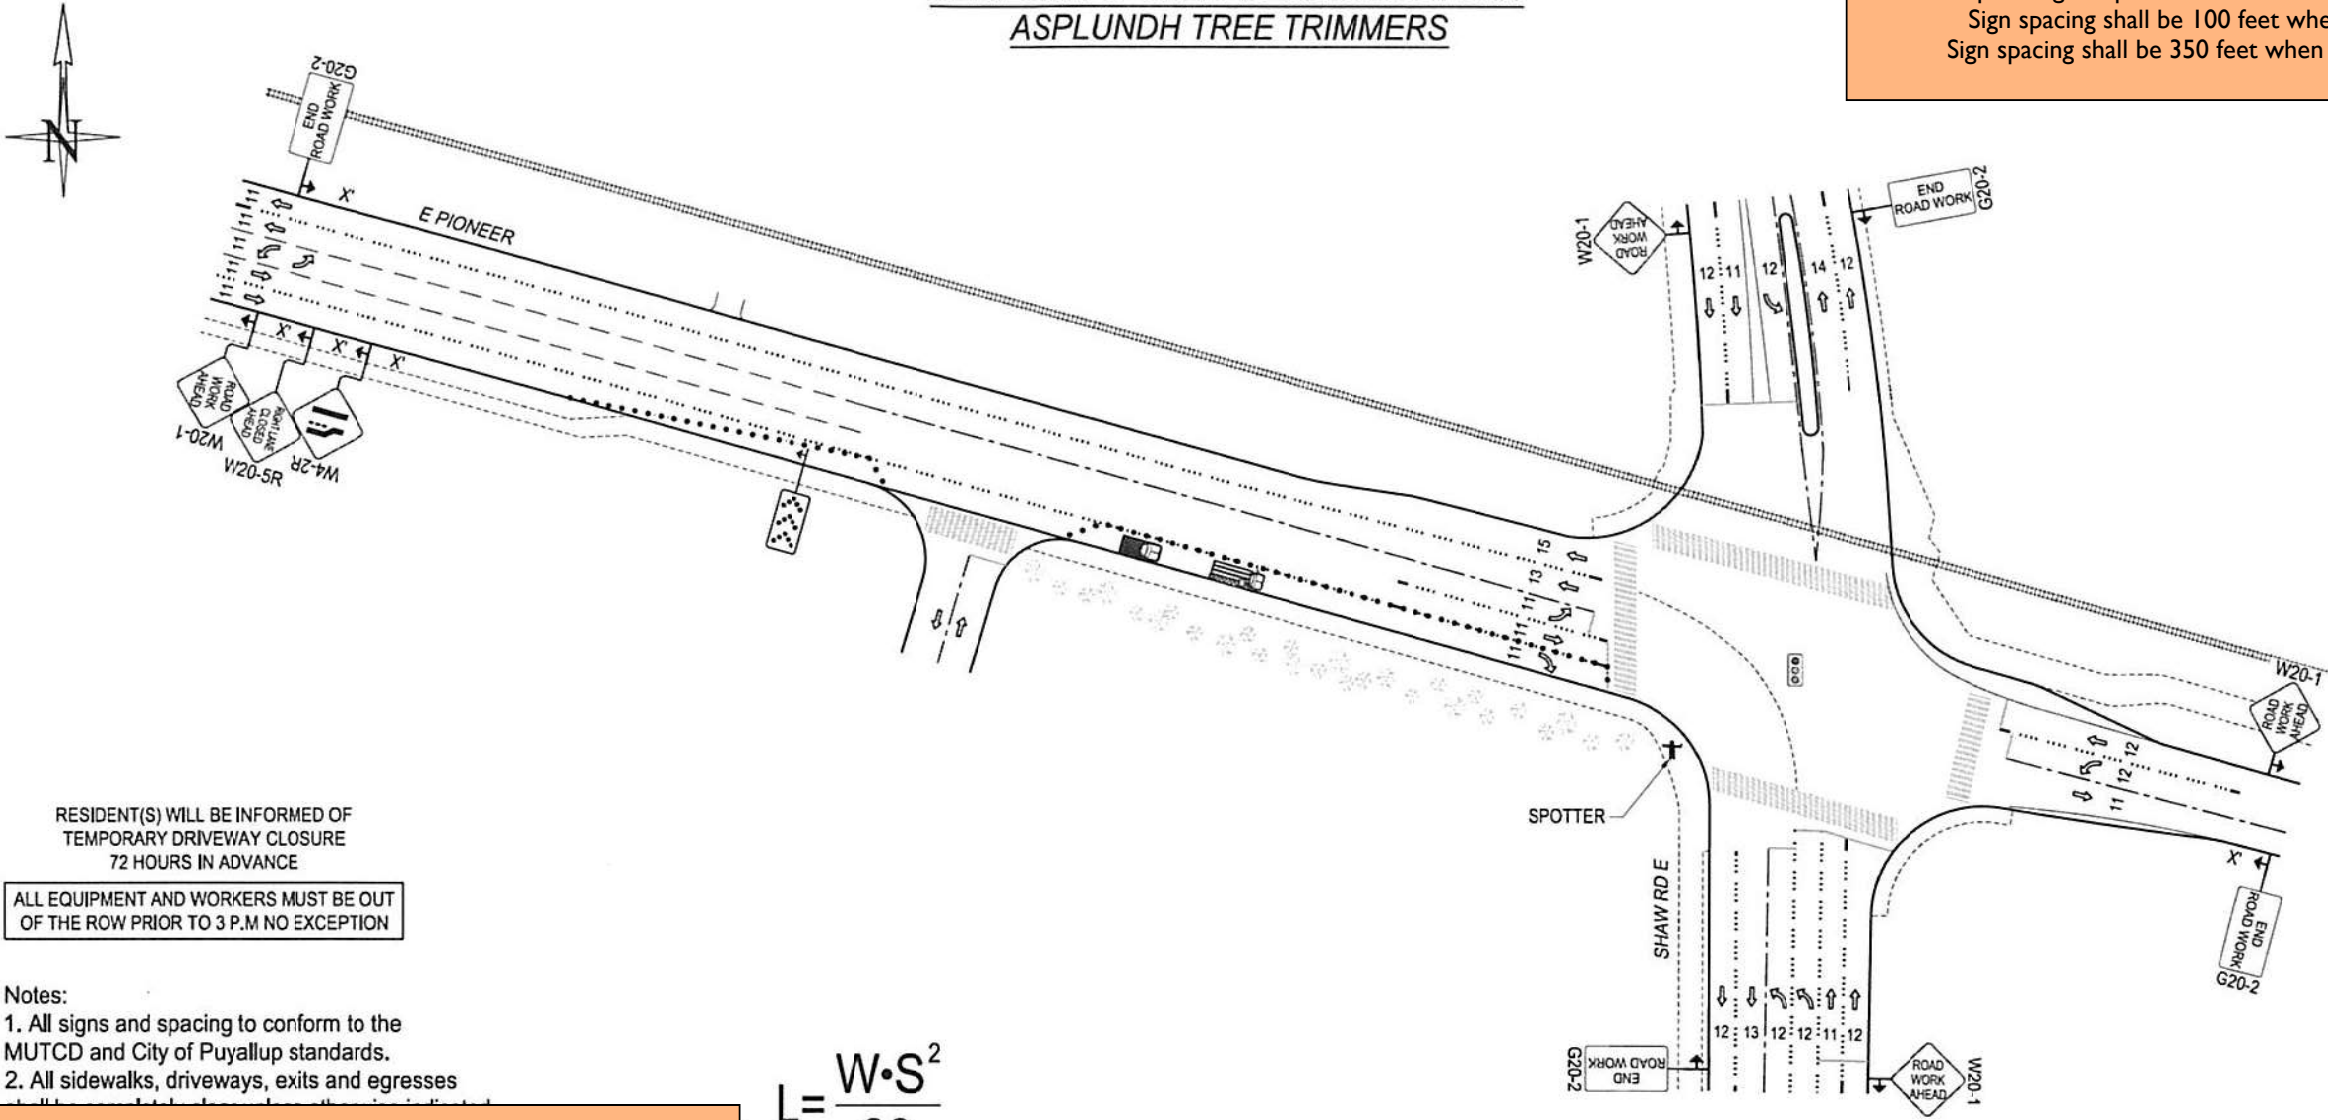 ASPLUNDH TREE TRIMMERS
Sign spacing shall be 100 feet whe
Sign spacing shall be 350 feet when
N
G20-2
END
ROAD WORK
X'
E PIONEER
11
11
11
11
11
X'
X'
X'
ROAD
WORK
AHEAD
W20-1
RIGHT LANE
CLOSED
AHEAD
W20-5R
W4-2R
W20-1
ROAD
WORK
AHEAD
END
ROAD WORK
G20-2
12 11 12 14 12
15
13
11
11
11
W20-1
ROAD
WORK
AHEAD
12
12
11
X'
END
ROAD WORK
G20-2
SPOTTER
SHAW RD E
12 13 12 12 11 12
G20-2
END
ROAD WORK
ROAD
WORK
AHEAD
W20-1
RESIDENT(S) WILL BE INFORMED OF
TEMPORARY DRIVEWAY CLOSURE
72 HOURS IN ADVANCE
ALL EQUIPMENT AND WORKERS MUST BE OUT
OF THE ROW PRIOR TO 3 P.M NO EXCEPTION
Notes:
1. All signs and spacing to conform to the
MUTCD and City of Puyallup standards.
2. All sidewalks, driveways, exits and egresses
L= W•S²